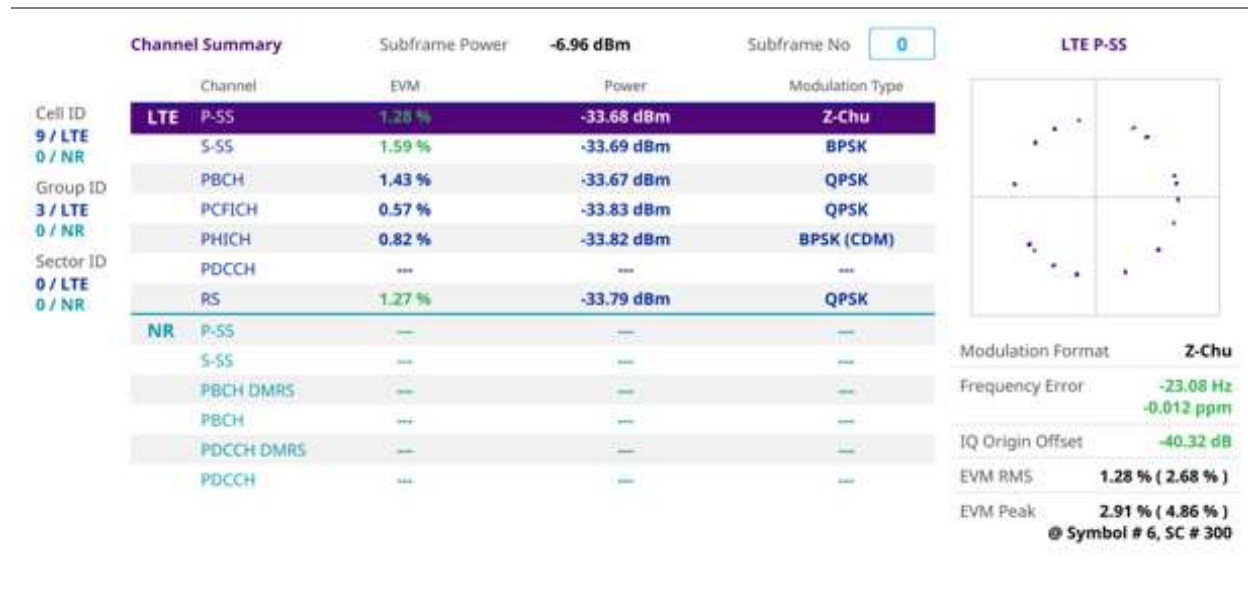 Channel Summary Subframe Power -6.96 dBm Subframe No 0
Channel EVM Power Modulation Type
Cell ID
9 / LTE
0 / NR
Group ID
3 / LTE
0 / NR
Sector ID
0 / LTE
0 / NR
LTE P-SS 1.28 % -33.68 dBm Z-Chu
S-SS 1.59 % -33.69 dBm BPSK
PBCH 1.43 % -33.67 dBm QPSK
PCFICH 0.57 % -33.83 dBm QPSK
PHICH 0.82 % -33.82 dBm BPSK (CDM)
PDCCH --- --- ---
RS 1.27 % -33.79 dBm QPSK
NR P-SS --- --- ---
S-SS --- --- ---
PBCH DMRS --- --- ---
PBCH --- --- ---
PDCCH DMRS --- --- ---
PDCCH --- --- ---
LTE P-SS
Modulation Format Z-Chu
Frequency Error -23.08 Hz
-0.012 ppm
IQ Origin Offset -40.32 dB
EVM RMS 1.28 % ( 2.68 % )
EVM Peak 2.91 % ( 4.86 % )
@ Symbol # 6, SC # 300